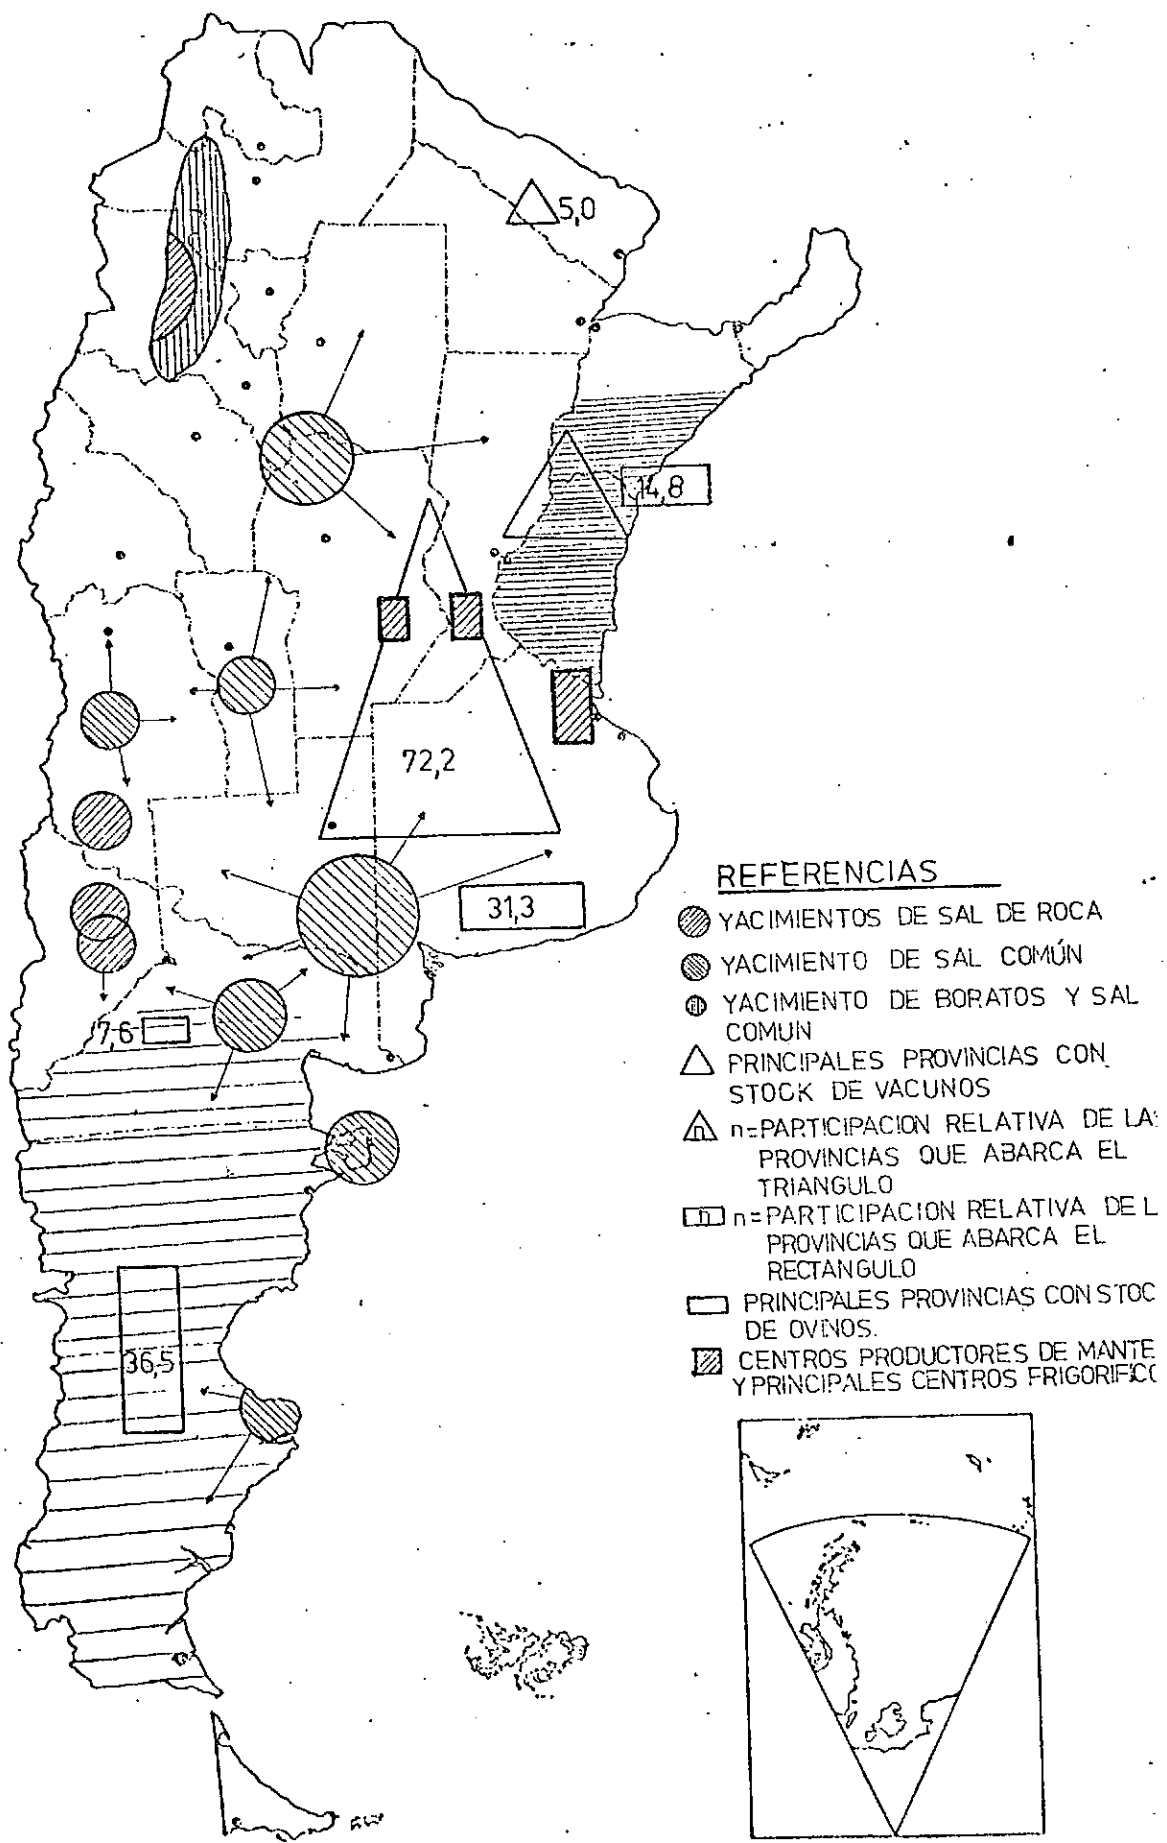 5,0
14,8
72,2
31,3
7,6
36,5
REFERENCIAS
YACIMIENTOS DE SAL DE ROCA
YACIMIENTO DE SAL COMÚN
YACIMIENTO DE BORATOS Y SAL
COMUN
PRINCIPALES PROVINCIAS CON
STOCK DE VACUNOS
n n=PARTICIPACION RELATIVA DE LA
PROVINCIAS QUE ABARCA EL
TRIANGULO
n n=PARTICIPACION RELATIVA DE L
PROVINCIAS QUE ABARCA EL
RECTANGULO
PRINCIPALES PROVINCIAS CON STOC
DE OVINOS.
CENTROS PRODUCTORES DE MANTE
Y PRINCIPALES CENTROS FRIGORIFIC